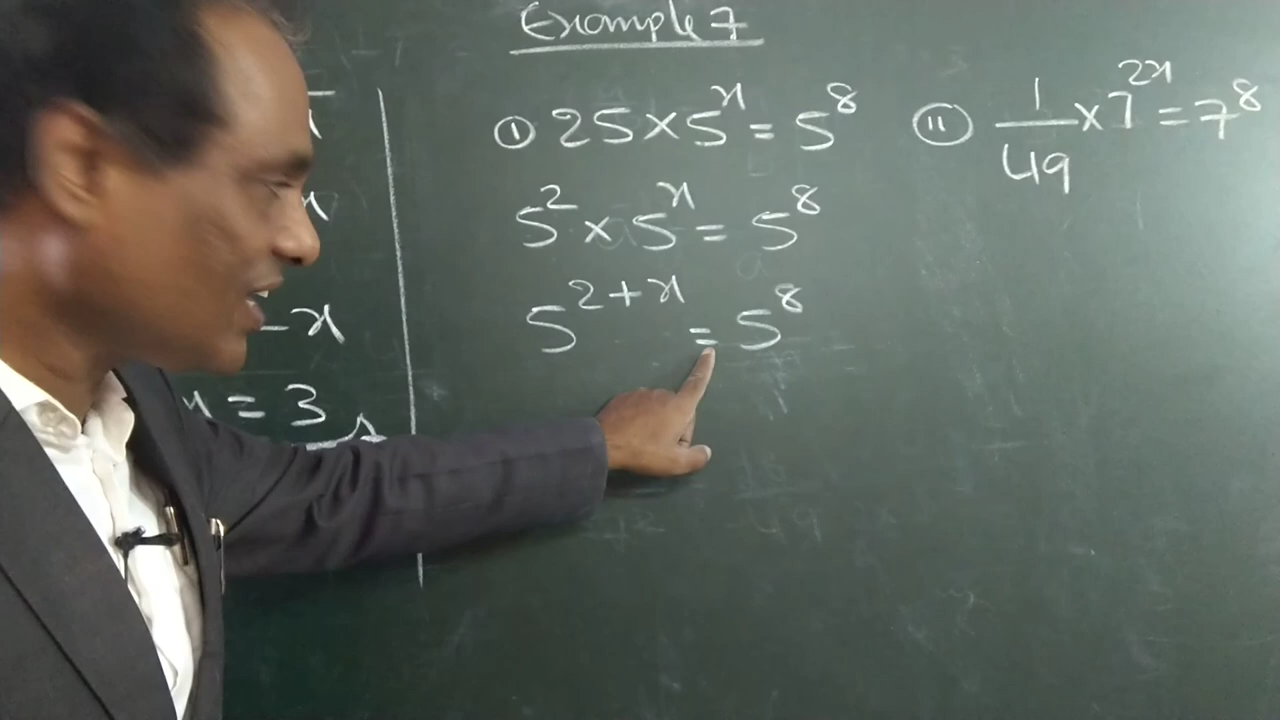 Example 7
① 25 × 5^x = 5^8
5^2 × 5^x = 5^8
5^{2+x} = 5^8
ⓘⓘ 1/49 × 7^{2x} = 7^8
x
- x
x = 3